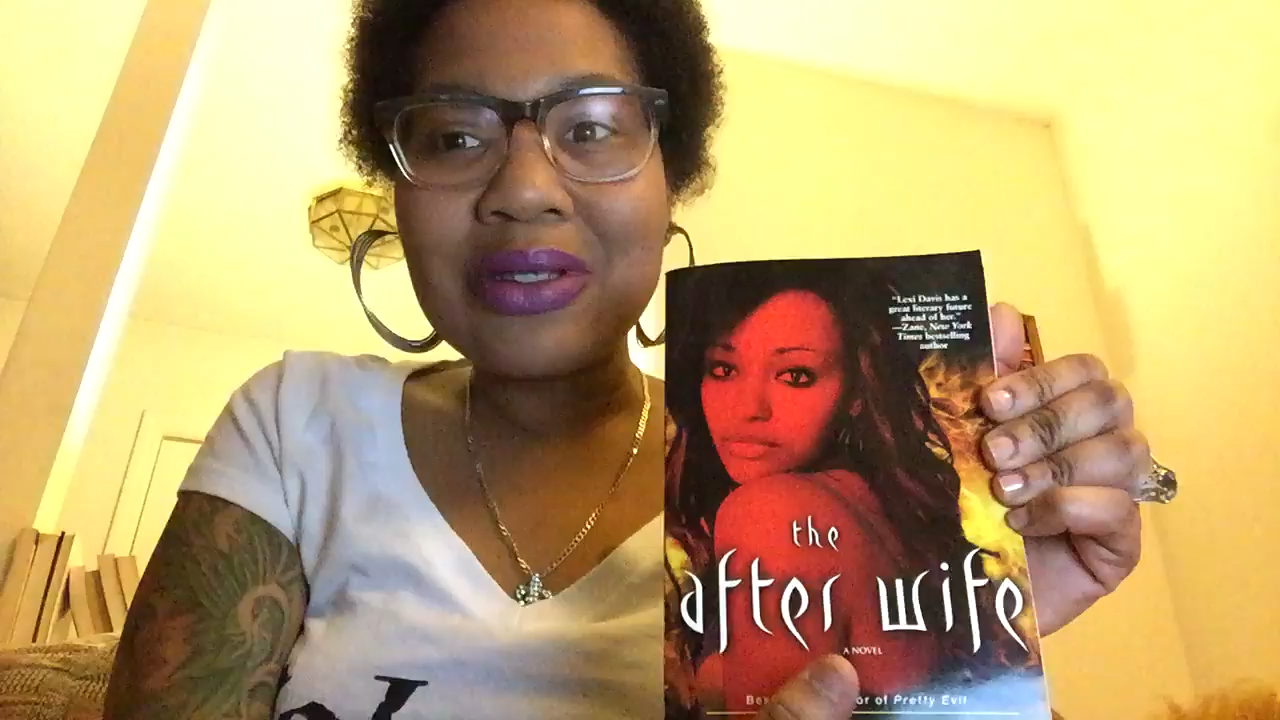 "Lexi Davis has a
great literary future
ahead of her."
—Zane, New York
Times bestselling
author
the
after wife
A NOVEL
of Pretty Evil